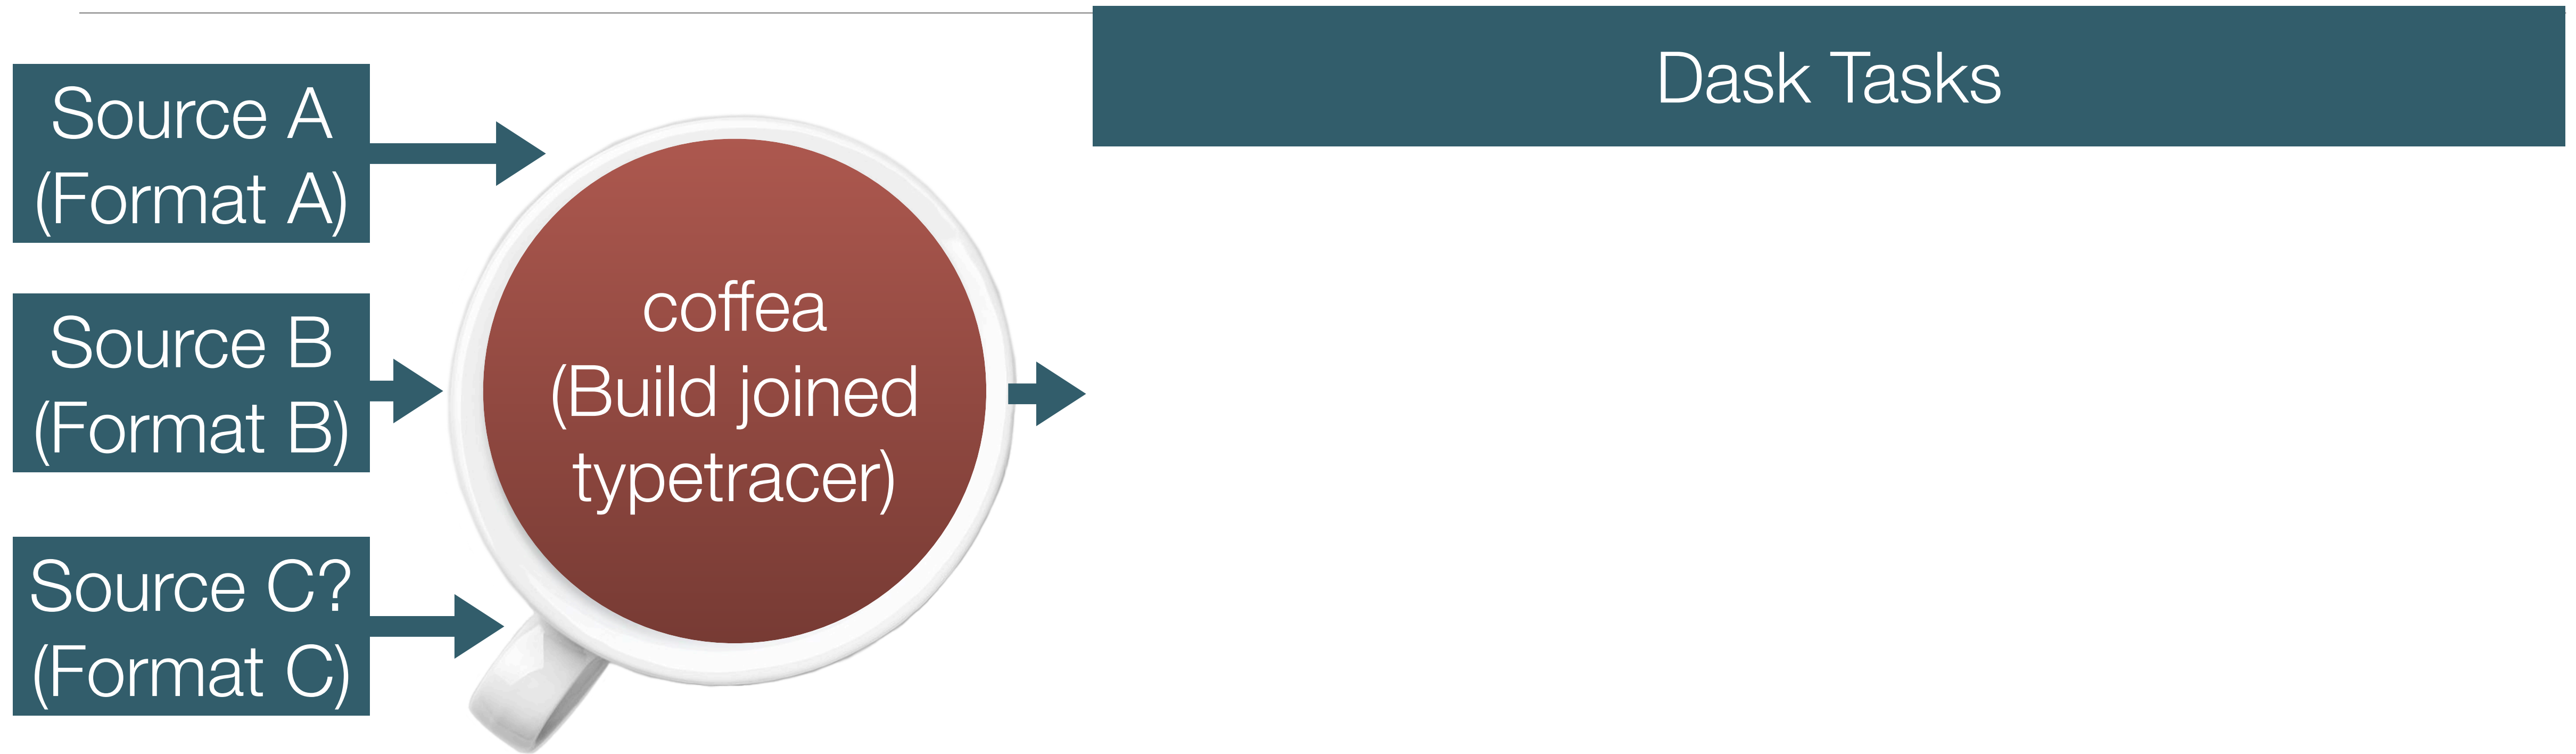 Dask Tasks
Source A
(Format A)
Source B
(Format B)
Source C?
(Format C)
coffea
(Build joined
typetracer)